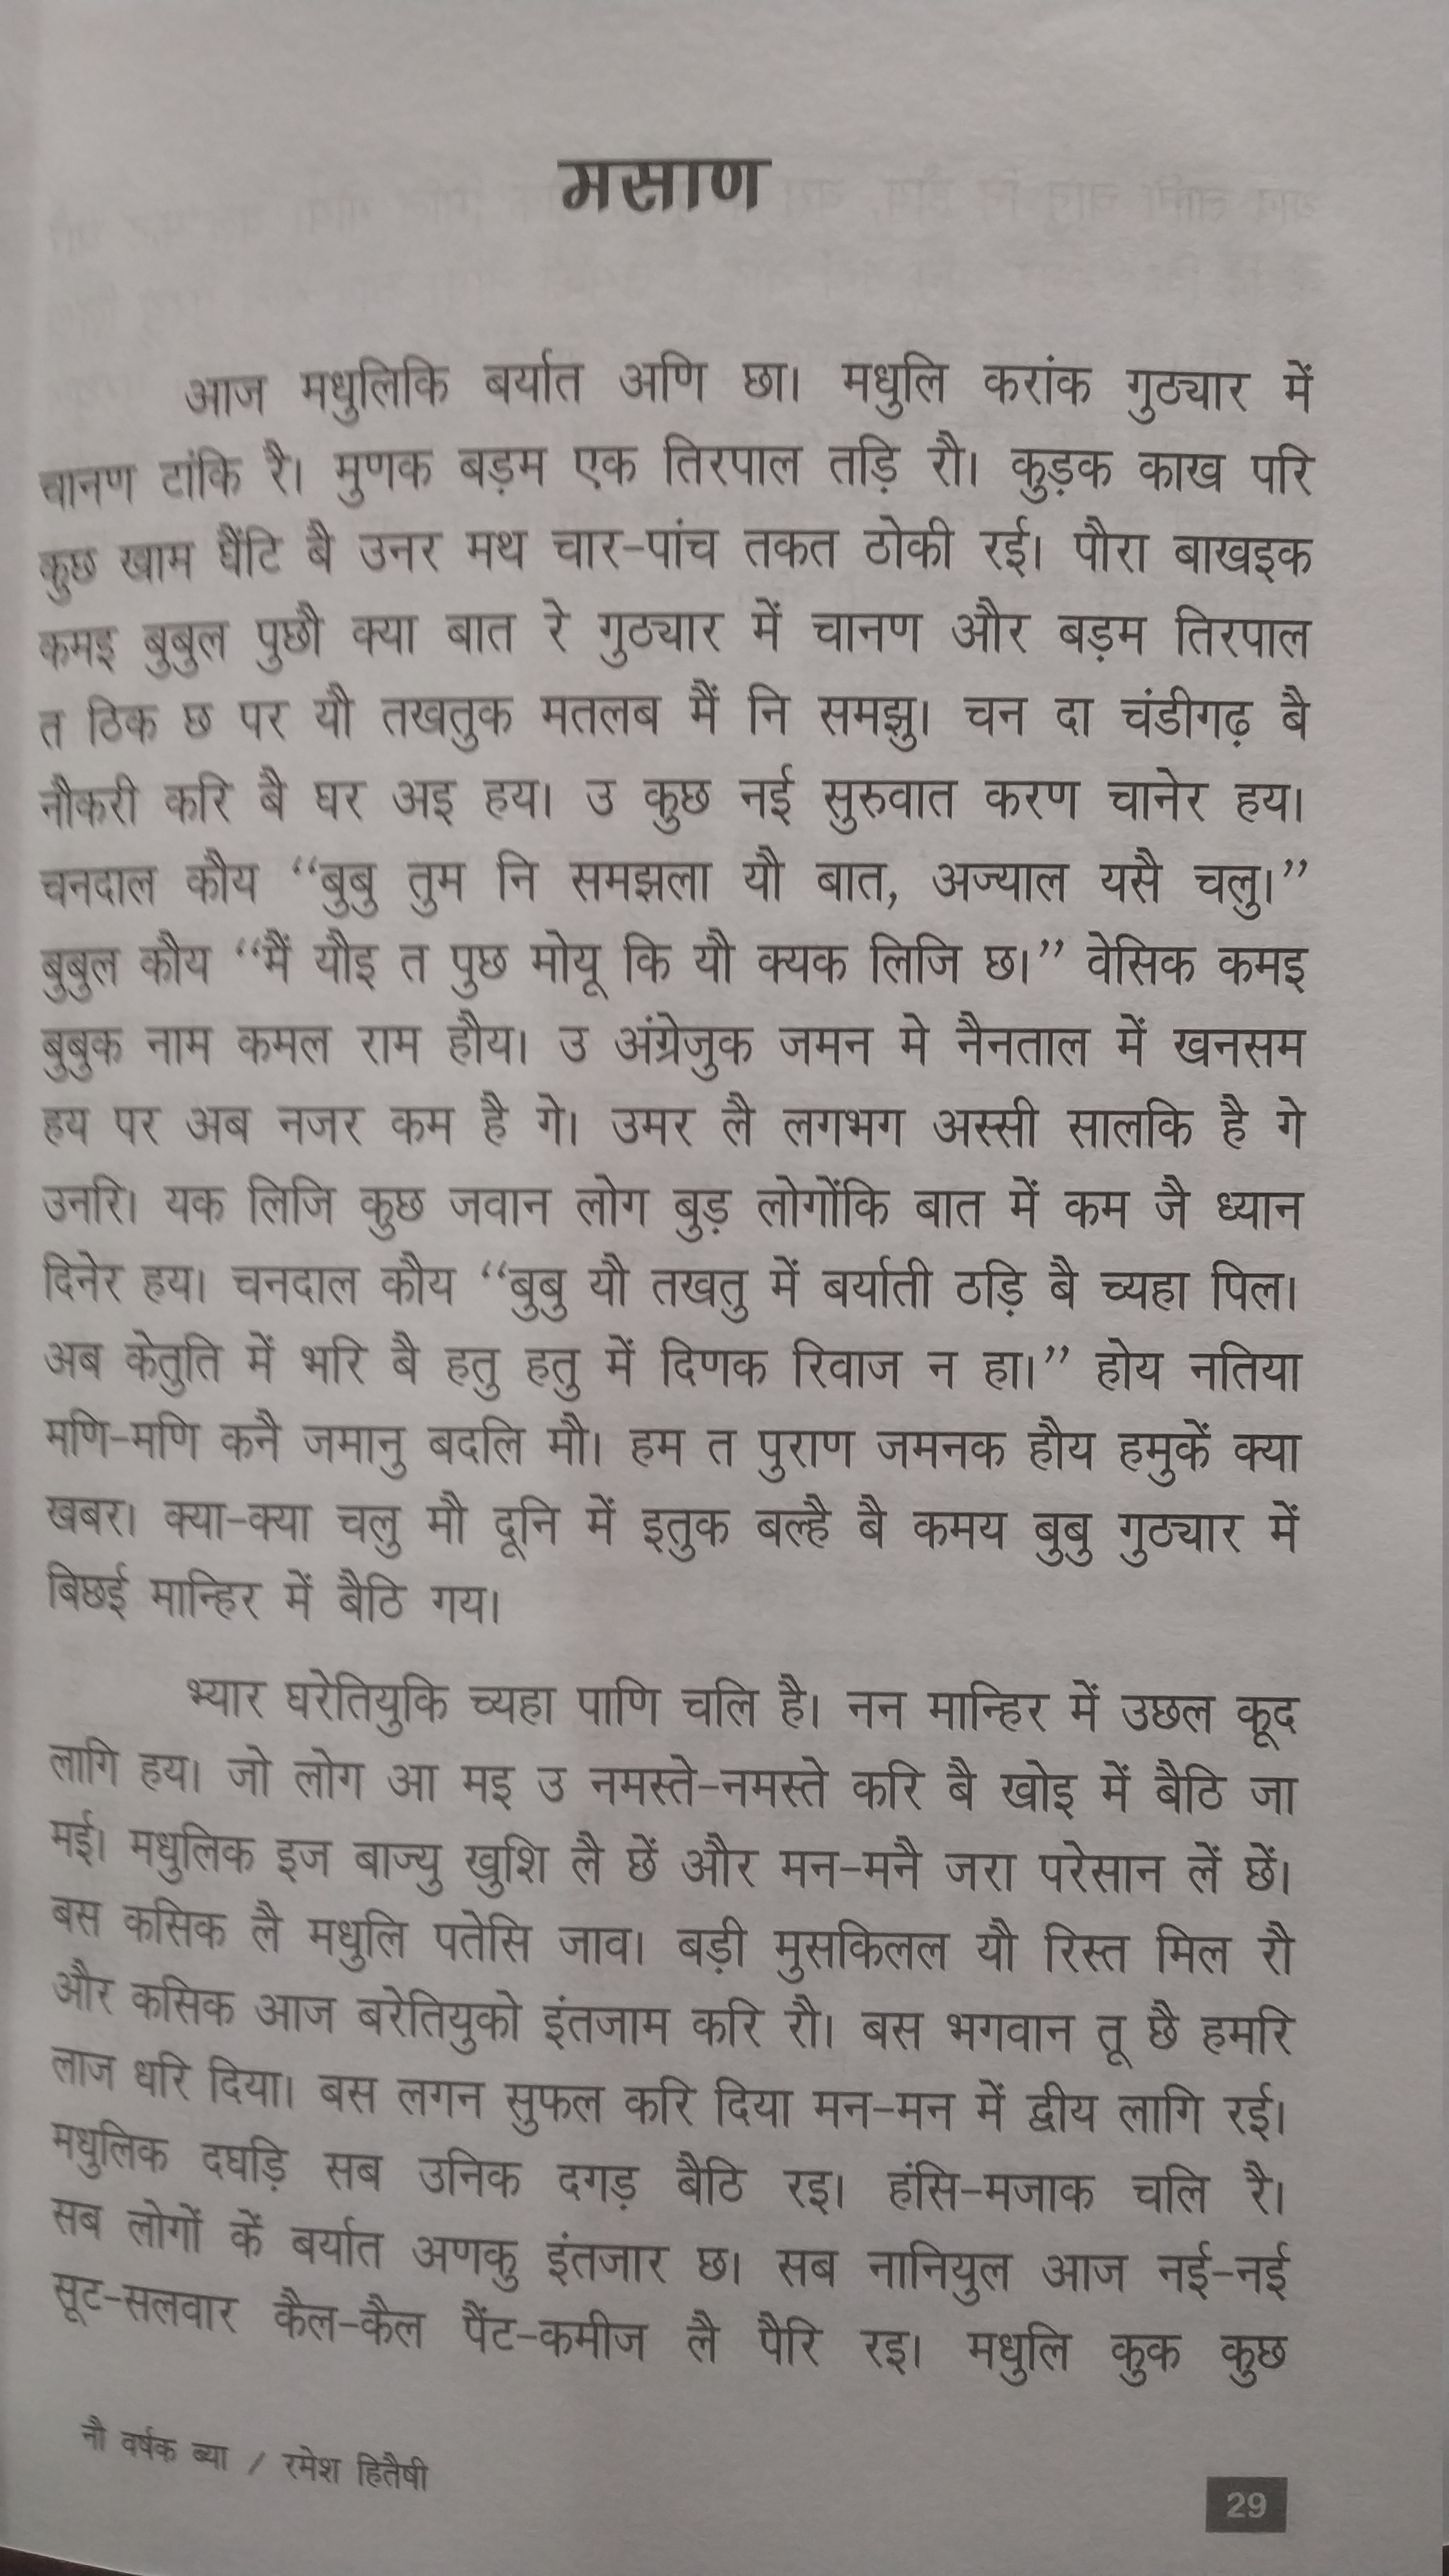 मसाण
आज मधुलिकि बर्यात अणि छा। मधुलि करांक गुठ्यार में
चानण टांकि रै। मुणक बड़म एक तिरपाल तड़ि रौ। कुड़क काख परि
कुछ खाम घैंटि बै उनर मथ चार-पांच तकत ठोकी रई। पौरा बाखइक
कमइ बुबुल पुछौ क्या बात रे गुठ्यार में चानण और बड़म तिरपाल
त ठिक छ पर यौ तखतुक मतलब मैं नि समझु। चन दा चंडीगढ़ बै
नौकरी करि बै घर अइ हय। उ कुछ नई सुरुवात करण चानेर हय।
चनदाल कौय “बुबु तुम नि समझला यौ बात, अज्याल यसै चलु।”
बुबुल कौय “मैं यौइ त पुछ मोयू कि यौ क्यक लिजि छ।” वेसिक कमइ
बुबुक नाम कमल राम हौय। उ अंग्रेजुक जमन मे नैनताल में खनसम
हय पर अब नजर कम है गे। उमर लै लगभग अस्सी सालकि है गे
उनरि। यक लिजि कुछ जवान लोग बुड़ लोगोंकि बात में कम जै ध्यान
दिनेर हय। चनदाल कौय “बुबु यौ तखतु में बर्याती ठड़ि बै च्यहा पिल।
अब केतुति में भरि बै हतु हतु में दिणक रिवाज न हा।” होय नतिया
मणि-मणि कनै जमानु बदलि मौ। हम त पुराण जमनक हौय हमुकें क्या
खबर। क्या-क्या चलु मौ दूनि में इतुक बल्है बै कमय बुबु गुठ्यार में
बिछई मान्हिर में बैठि गय।
भ्यार घरेतियुकि च्यहा पाणि चलि है। नन मान्हिर में उछल कूद
लागि हय। जो लोग आ मइ उ नमस्ते-नमस्ते करि बै खोइ में बैठि जा
मई। मधुलिक इज बाज्यु खुशि लै छें और मन-मनै जरा परेसान लें छें।
बस कसिक लै मधुलि पतेसि जाव। बड़ी मुसकिलल यौ रिस्त मिल रौ
और कसिक आज बरेतियुको इंतजाम करि रौ। बस भगवान तू छै हमरि
लाज धरि दिया। बस लगन सुफल करि दिया मन-मन में द्वीय लागि रई।
मधुलिक दघड़ि सब उनिक दगड़ बैठि रइ। हंसि-मजाक चलि रै।
सब लोगों कें बर्यात अणकु इंतजार छ। सब नानियुल आज नई-नई
सूट-सलवार कैल-कैल पैंट-कमीज लै पैरि रइ। मधुलि कुक कुछ
नौ वर्षक ब्या / रमेश हितैषी
29